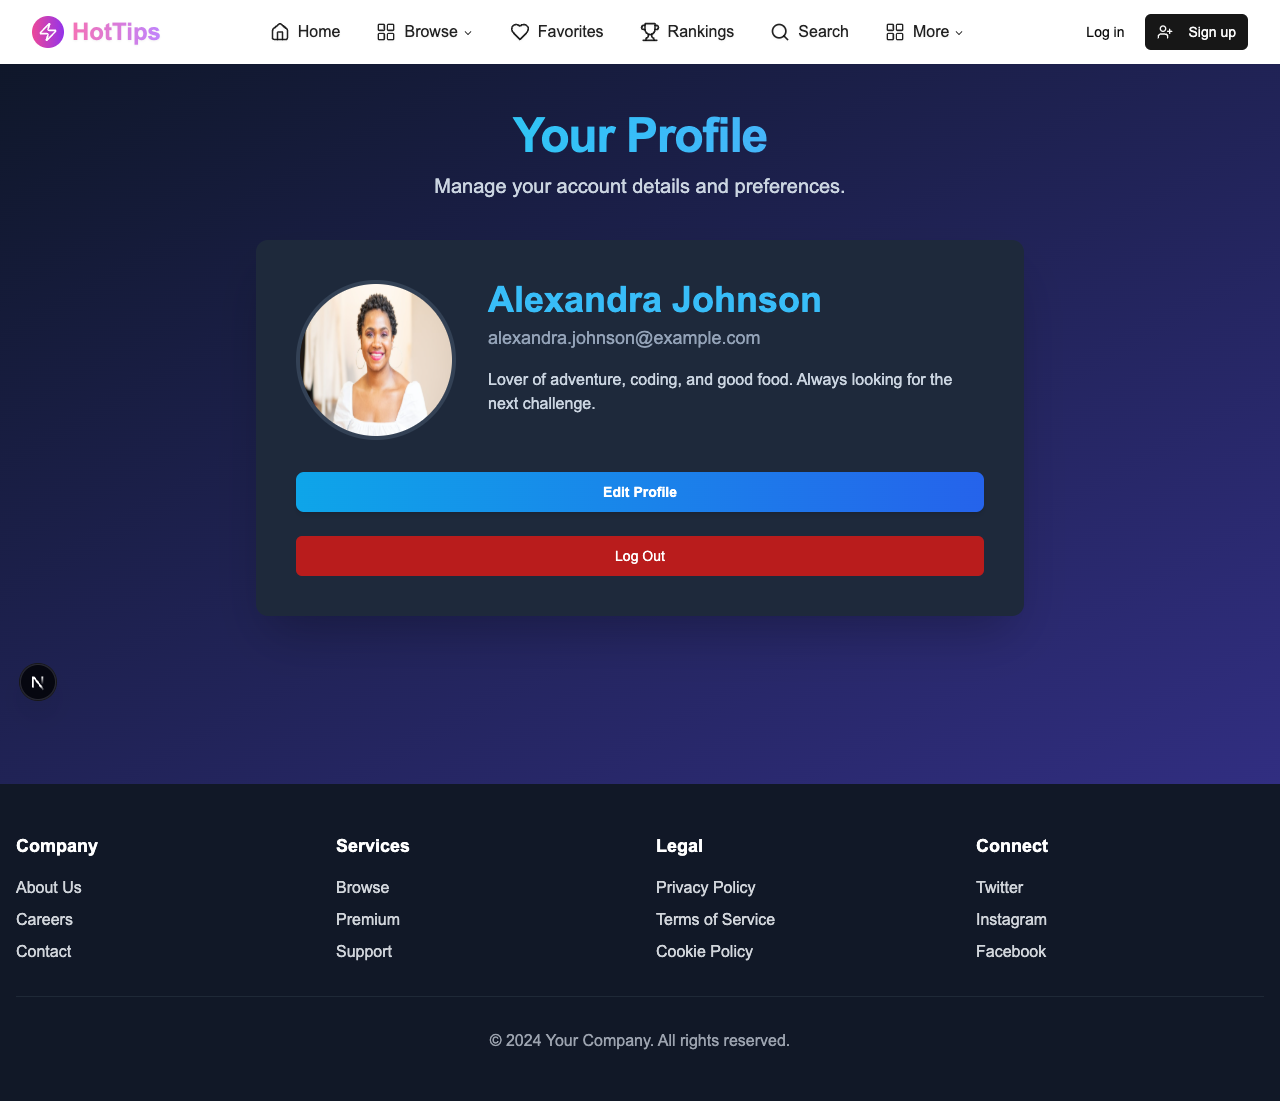 HotTips
Home
Browse
Favorites
Rankings
Search
More
Log in
Sign up
Your Profile
Manage your account details and preferences.
Alexandra Johnson
alexandra.johnson@example.com
Lover of adventure, coding, and good food. Always looking for the
next challenge.
Edit Profile
Log Out
N
Company
About Us
Careers
Contact
Services
Browse
Premium
Support
Legal
Privacy Policy
Terms of Service
Cookie Policy
Connect
Twitter
Instagram
Facebook
© 2024 Your Company. All rights reserved.